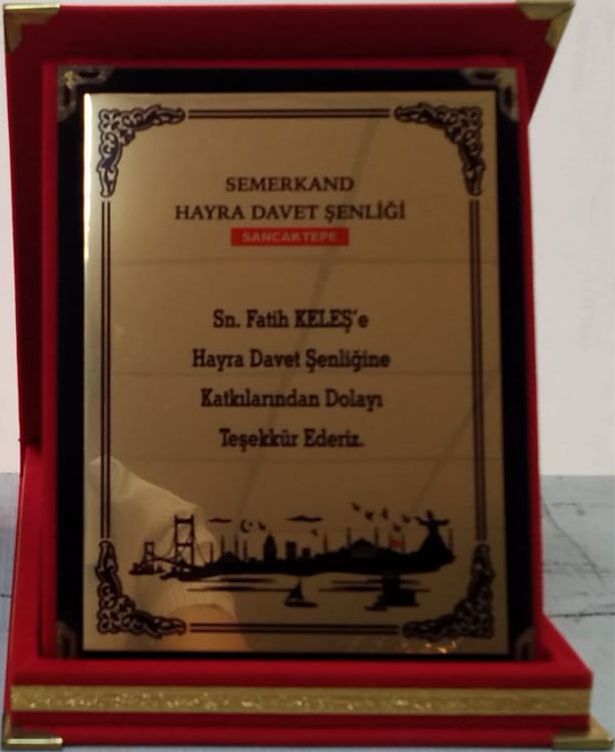 SEMERKAND
HAYRA DAVET ŞENLİĞİ
SANCAKTEPE
Sn. Fatih KELEŞ'e
Hayra Davet Şenliğine
Katkılarından Dolayı
Teşekkür Ederiz.